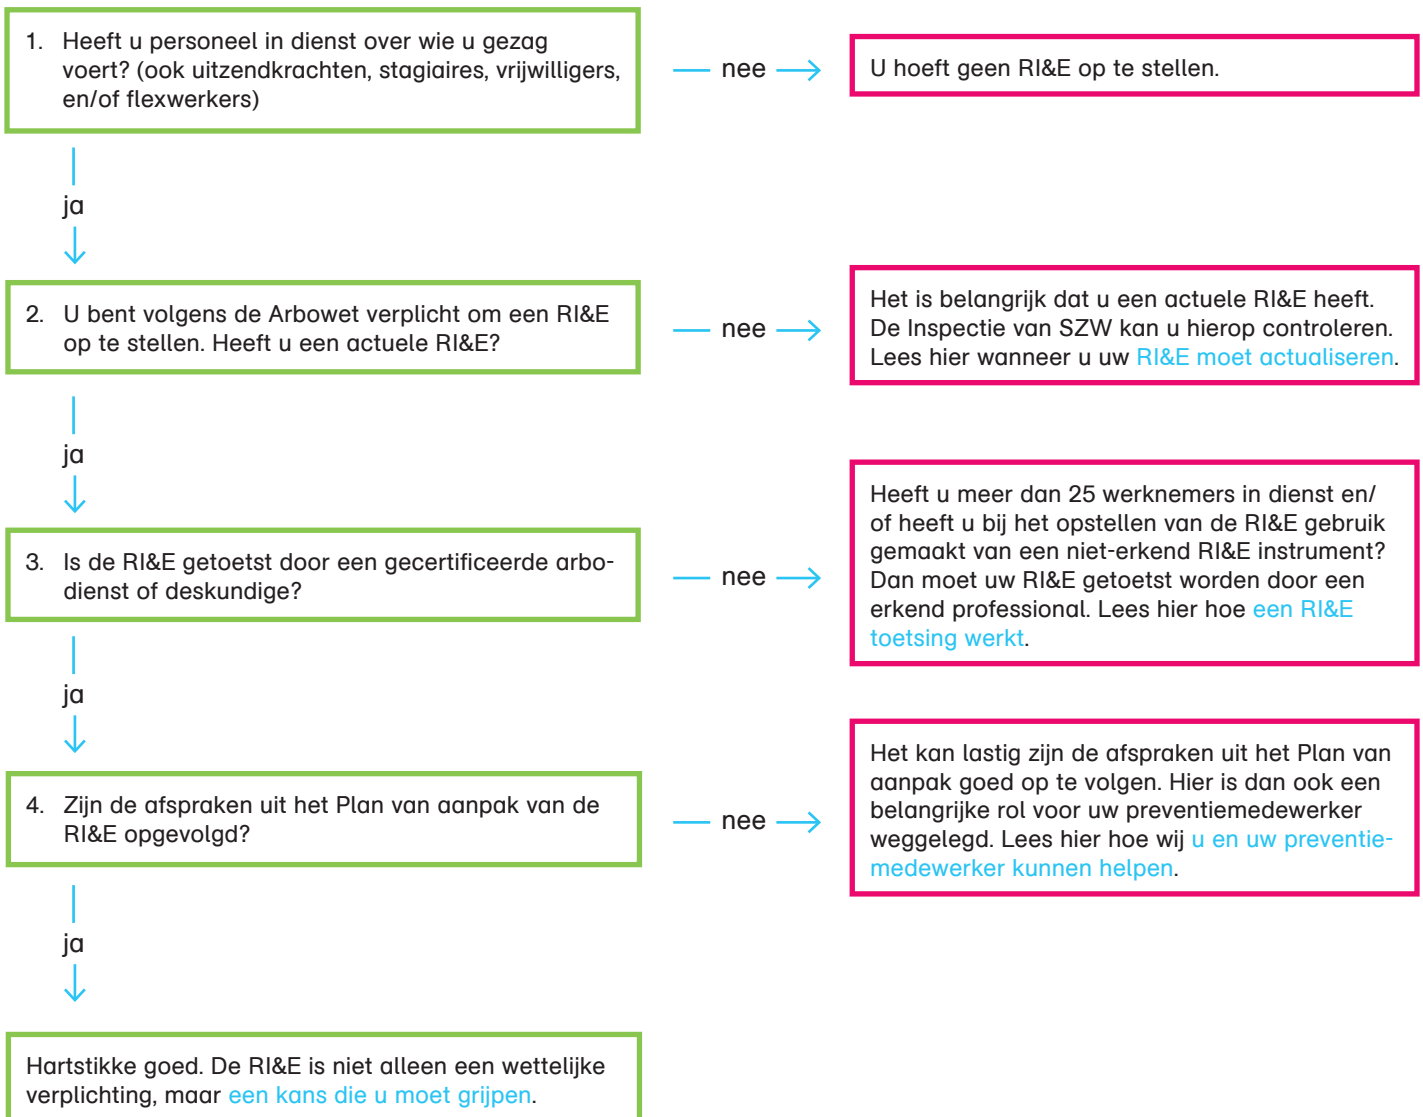 1. Heeft u personeel in dienst over wie u gezag
voert? (ook uitzendkrachten, stagiaires, vrijwilligers,
en/of flexwerkers)
nee
U hoeft geen RI&E op te stellen.
ja
2. U bent volgens de Arbowet verplicht om een RI&E
op te stellen. Heeft u een actuele RI&E?
nee
Het is belangrijk dat u een actuele RI&E heeft.
De Inspectie van SZW kan u hierop controleren.
Lees hier wanneer u uw RI&E moet actualiseren.
ja
3. Is de RI&E getoetst door een gecertificeerde arbo-
dienst of deskundige?
nee
Heeft u meer dan 25 werknemers in dienst en/
of heeft u bij het opstellen van de RI&E gebruik
gemaakt van een niet-erkend RI&E instrument?
Dan moet uw RI&E getoetst worden door een
erkend professional. Lees hier hoe een RI&E
toetsing werkt.
ja
4. Zijn de afspraken uit het Plan van aanpak van de
RI&E opgevolgd?
nee
Het kan lastig zijn de afspraken uit het Plan van
aanpak goed op te volgen. Hier is dan ook een
belangrijke rol voor uw preventiemedewerker
weggelegd. Lees hier hoe wij u en uw preventie-
medewerker kunnen helpen.
ja
Hartstikke goed. De RI&E is niet alleen een wettelijke
verplichting, maar een kans die u moet grijpen.